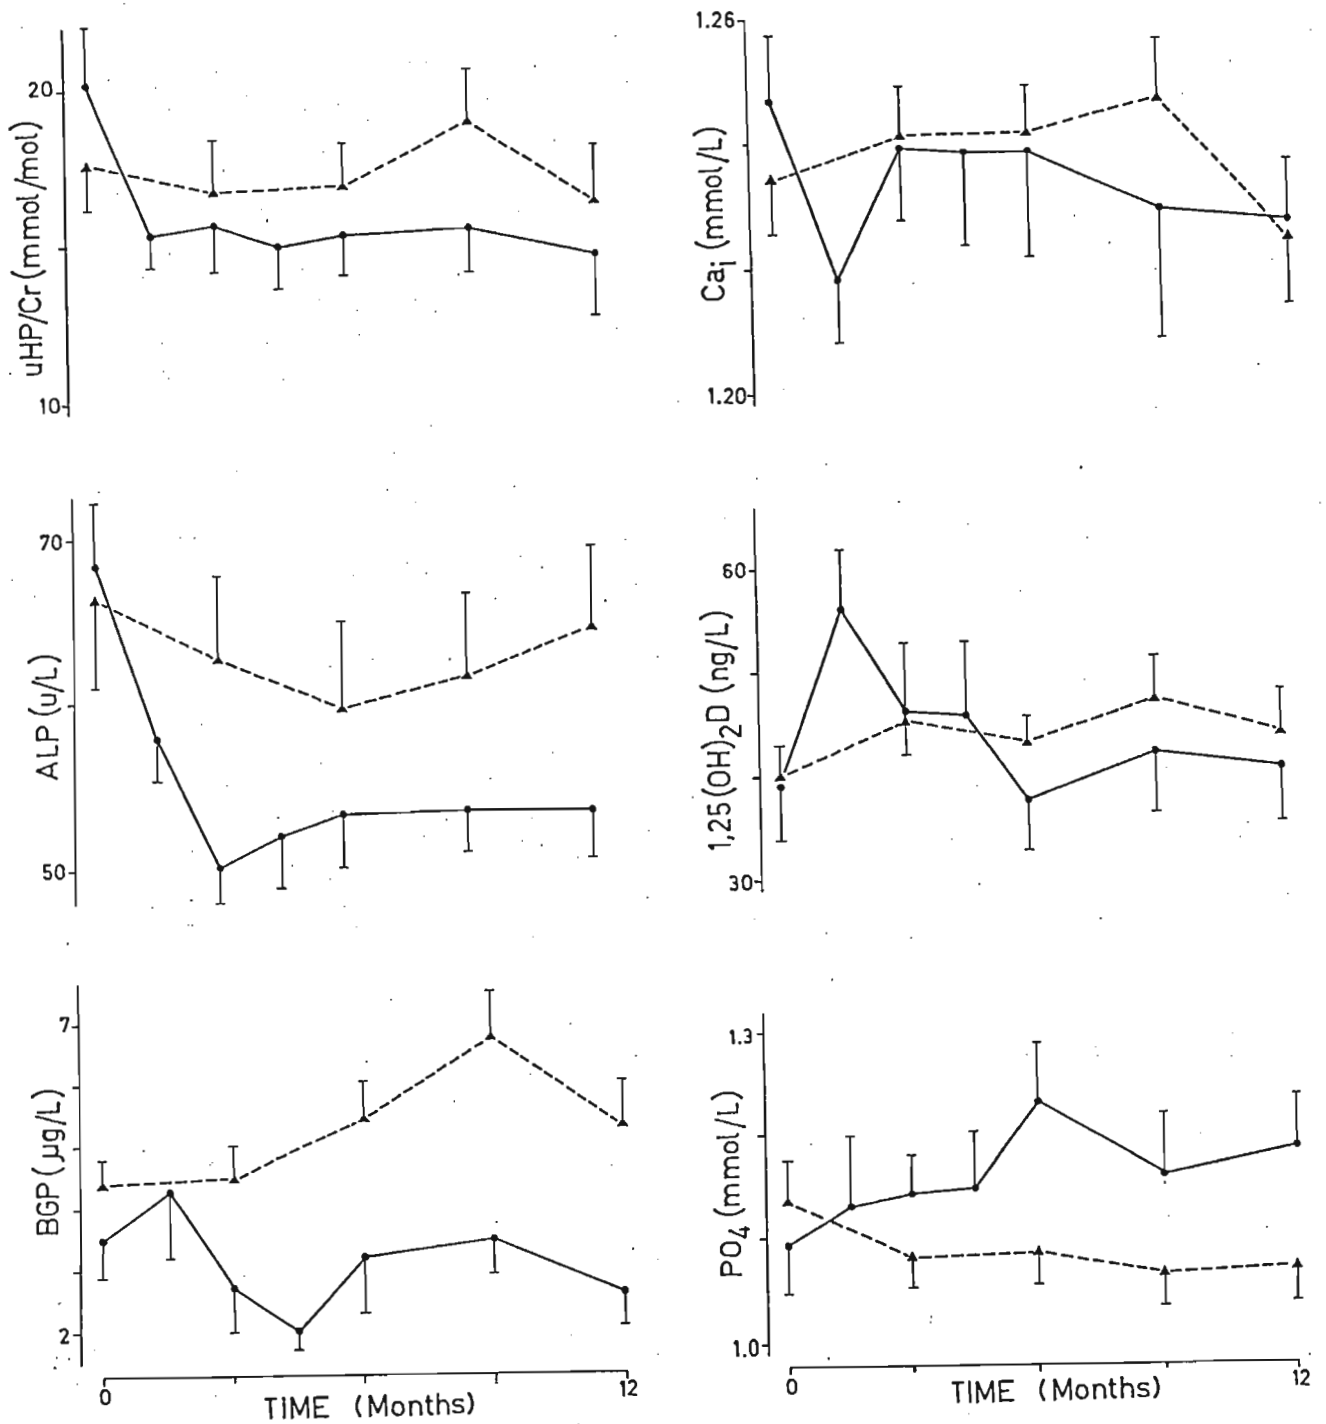 uHP/Cr (mmol/mol)
20
10
Cai (mmol/L)
1.26
1.20
ALP (u/L)
70
50
1,25(OH)2D (ng/L)
60
30
BGP (µg/L)
7
2
0
12
TIME (Months)
PO4 (mmol/L)
1.3
1.0
0
12
TIME (Months)